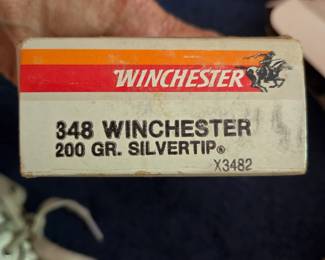 WINCHESTER
348 WINCHESTER
200 GR. SILVERTIP®
X3482